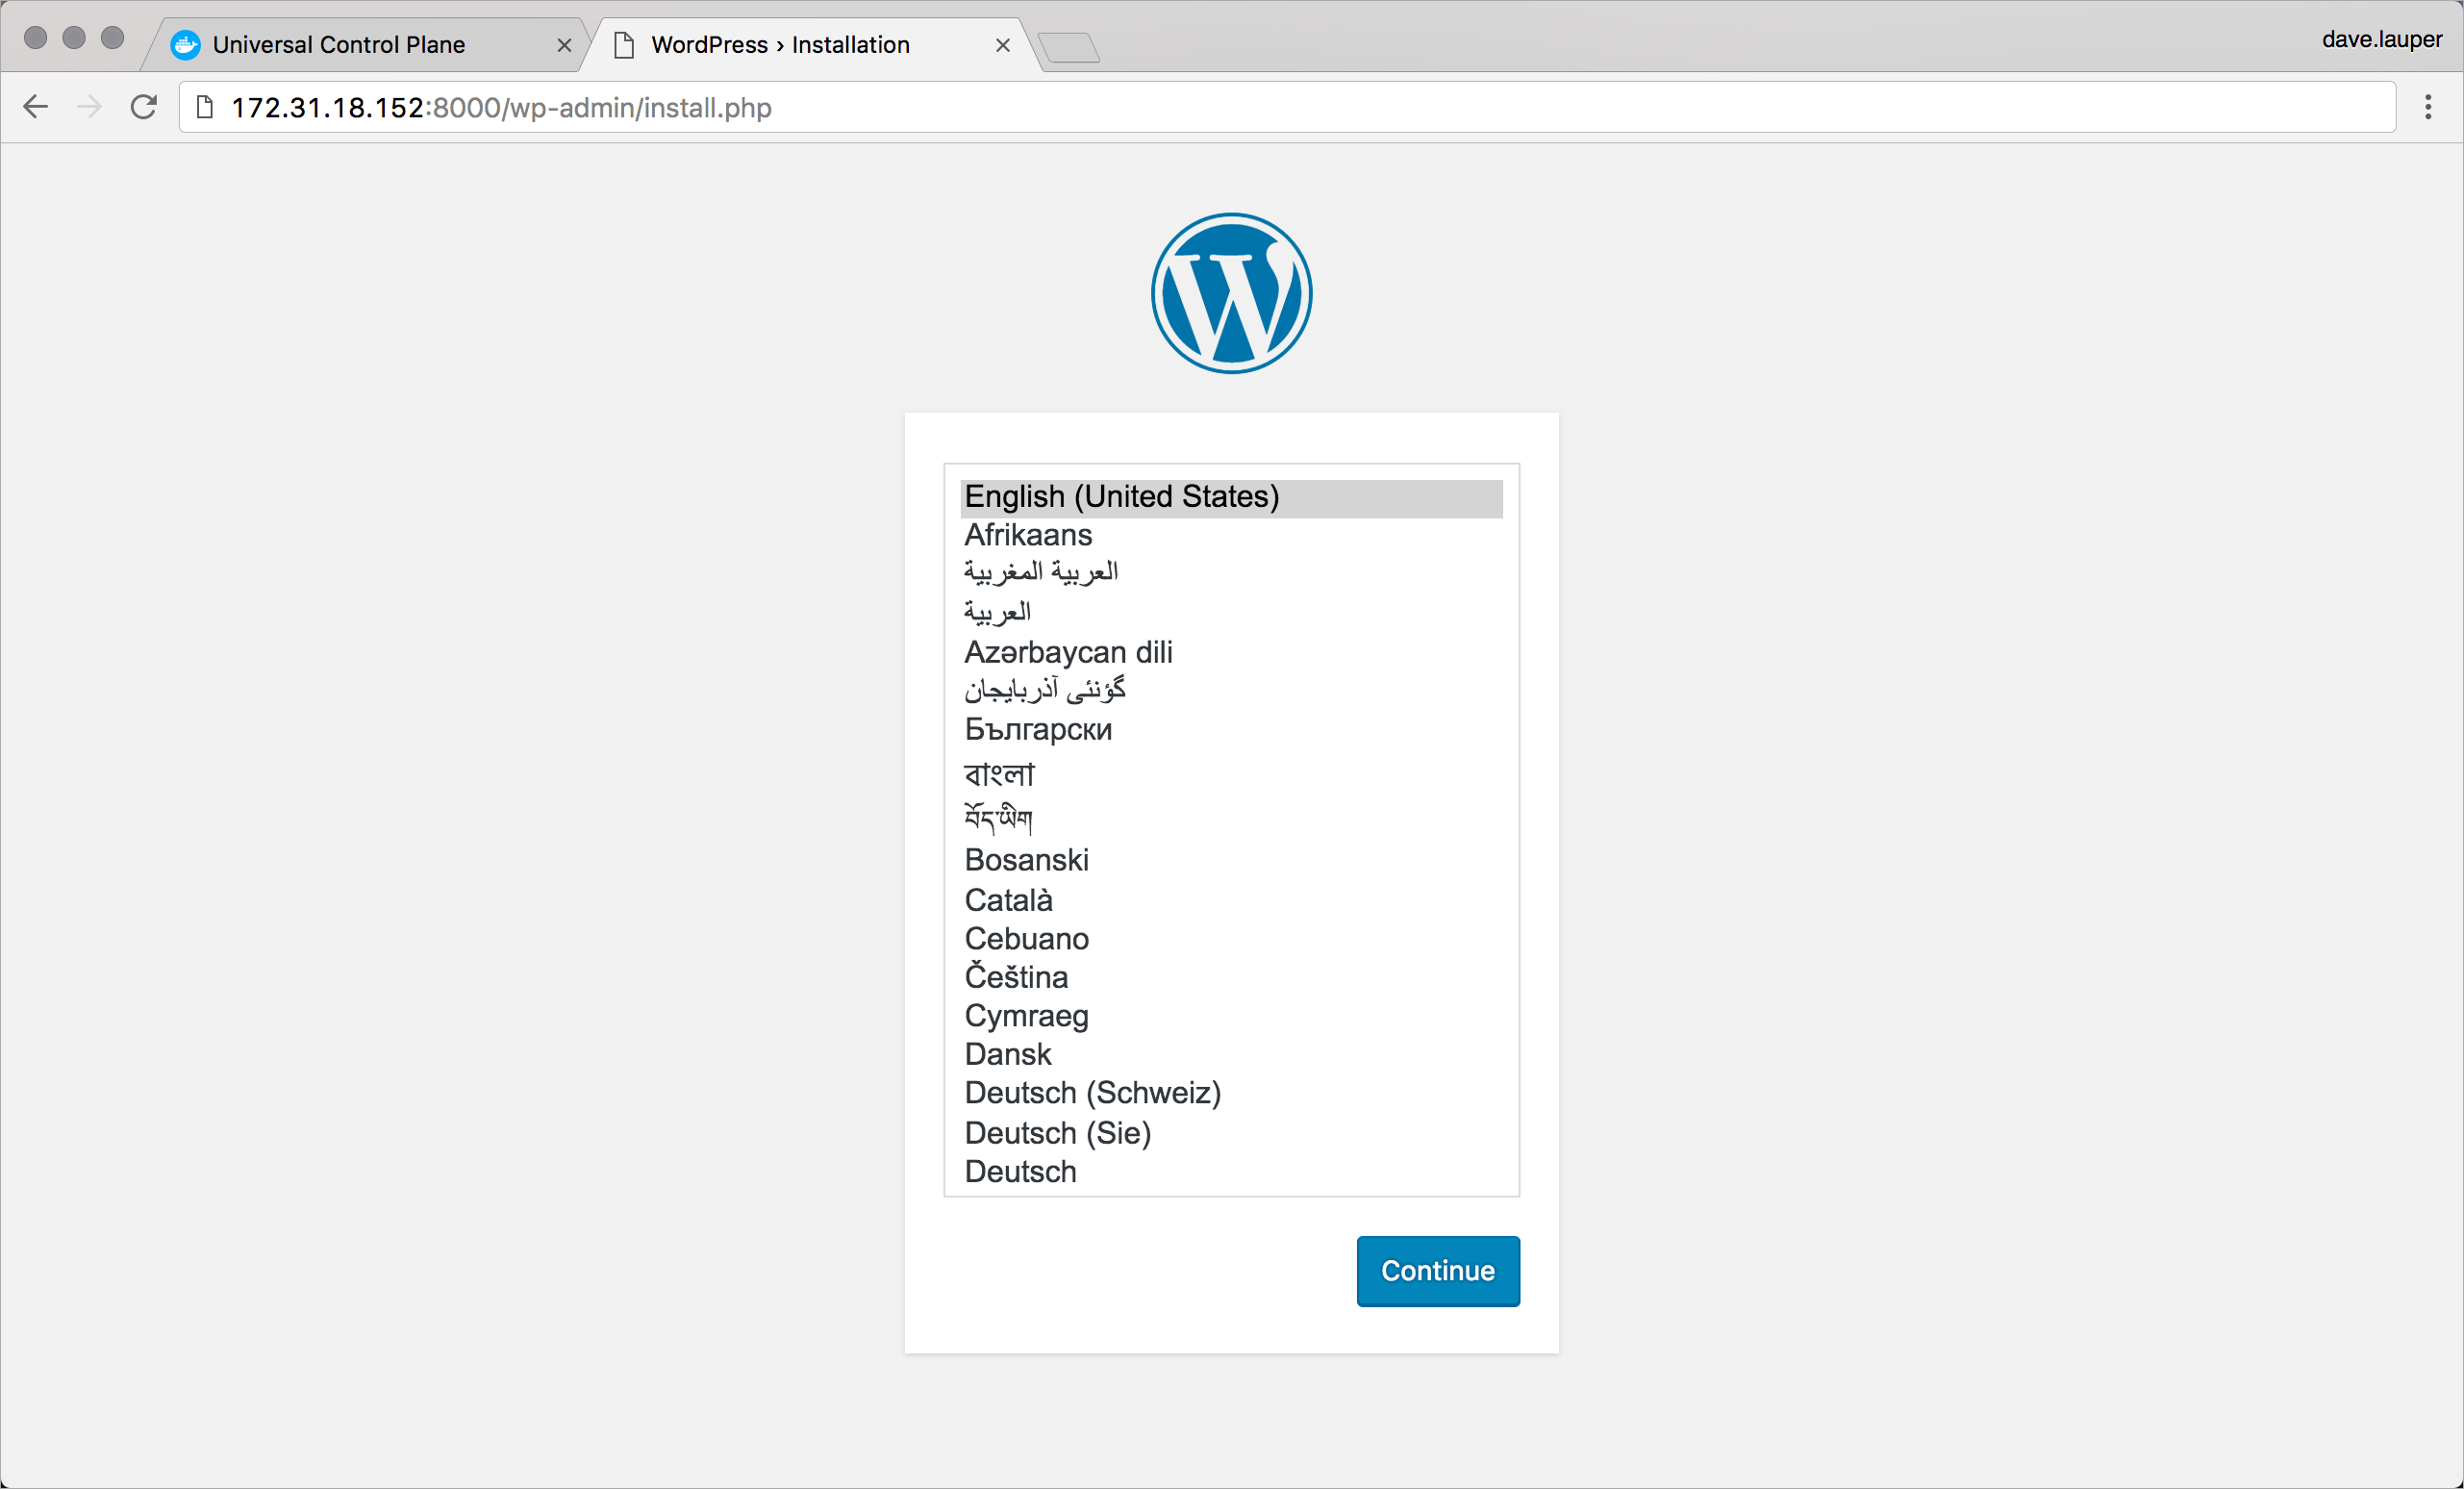 Universal Control Plane
WordPress › Installation
dave.lauper
172.31.18.152:8000/wp-admin/install.php
English (United States)
Afrikaans
العربية المغربية
العربية
Azərbaycan dili
گؤنئی آذربایجان
Български
বাংলা
བོད་ཡིག
Bosanski
Català
Cebuano
Čeština
Cymraeg
Dansk
Deutsch (Schweiz)
Deutsch (Sie)
Deutsch
Continue